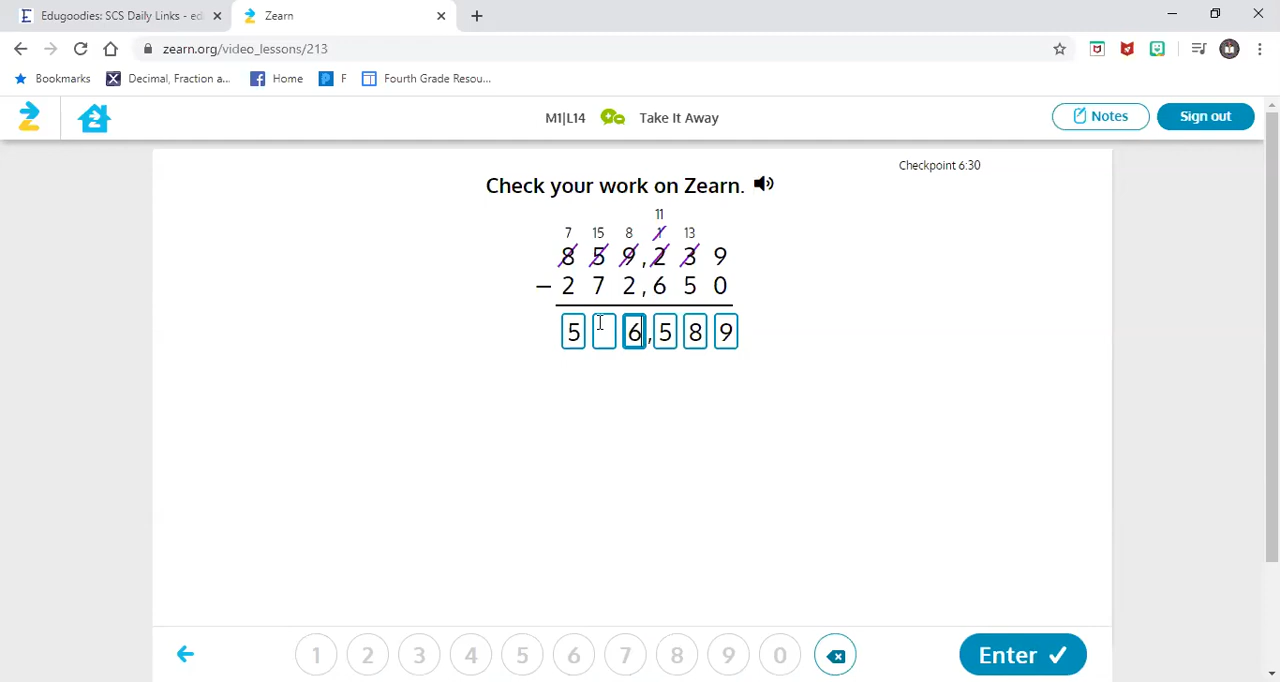 Edugoodies: SCS Daily Links - ed
Zearn
zearn.org/video_lessons/213
Bookmarks
Decimal, Fraction a...
Home
F
Fourth Grade Resou...
M1|L14
Take It Away
Notes
Sign out
Checkpoint 6:30
Check your work on Zearn.
11
7 15 8 1 13
8 5 9 , 2 3 9
− 2 7 2 , 6 5 0
5 6 , 5 8 9
1 2 3 4 5 6 7 8 9 0
Enter ✓